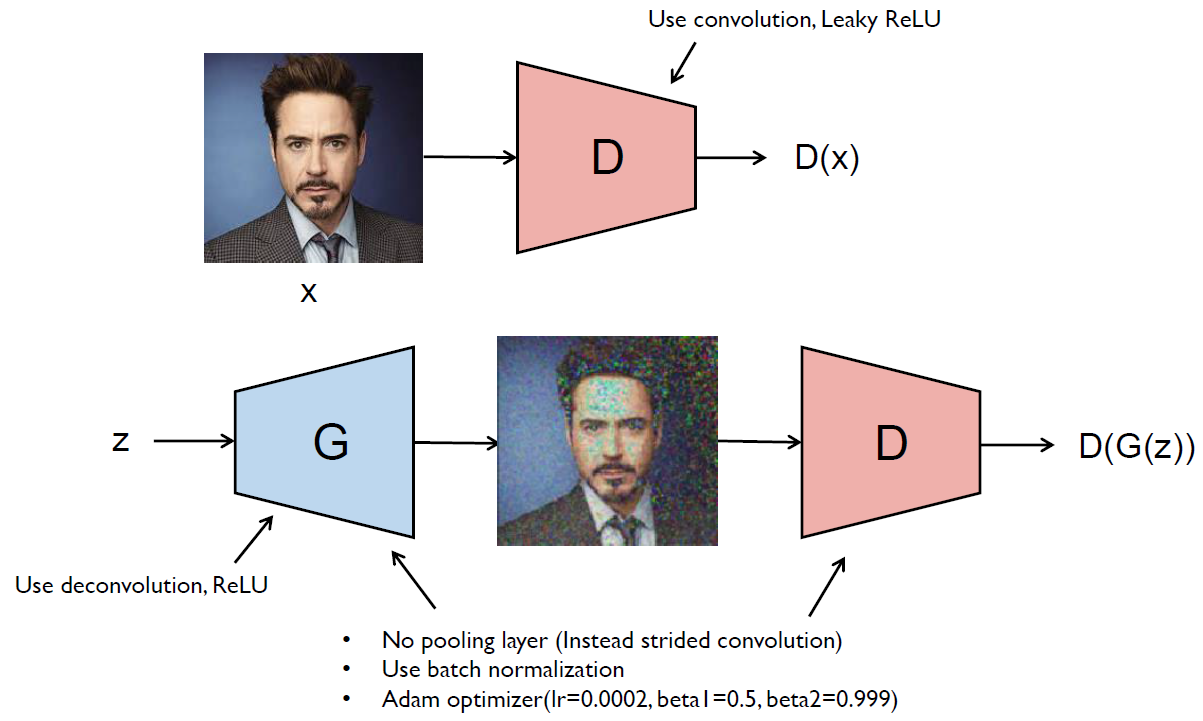 Use convolution, Leaky ReLU
D
D(x)
x
z
G
D
D(G(z))
Use deconvolution, ReLU
• No pooling layer (Instead strided convolution)
• Use batch normalization
• Adam optimizer(lr=0.0002, beta1=0.5, beta2=0.999)